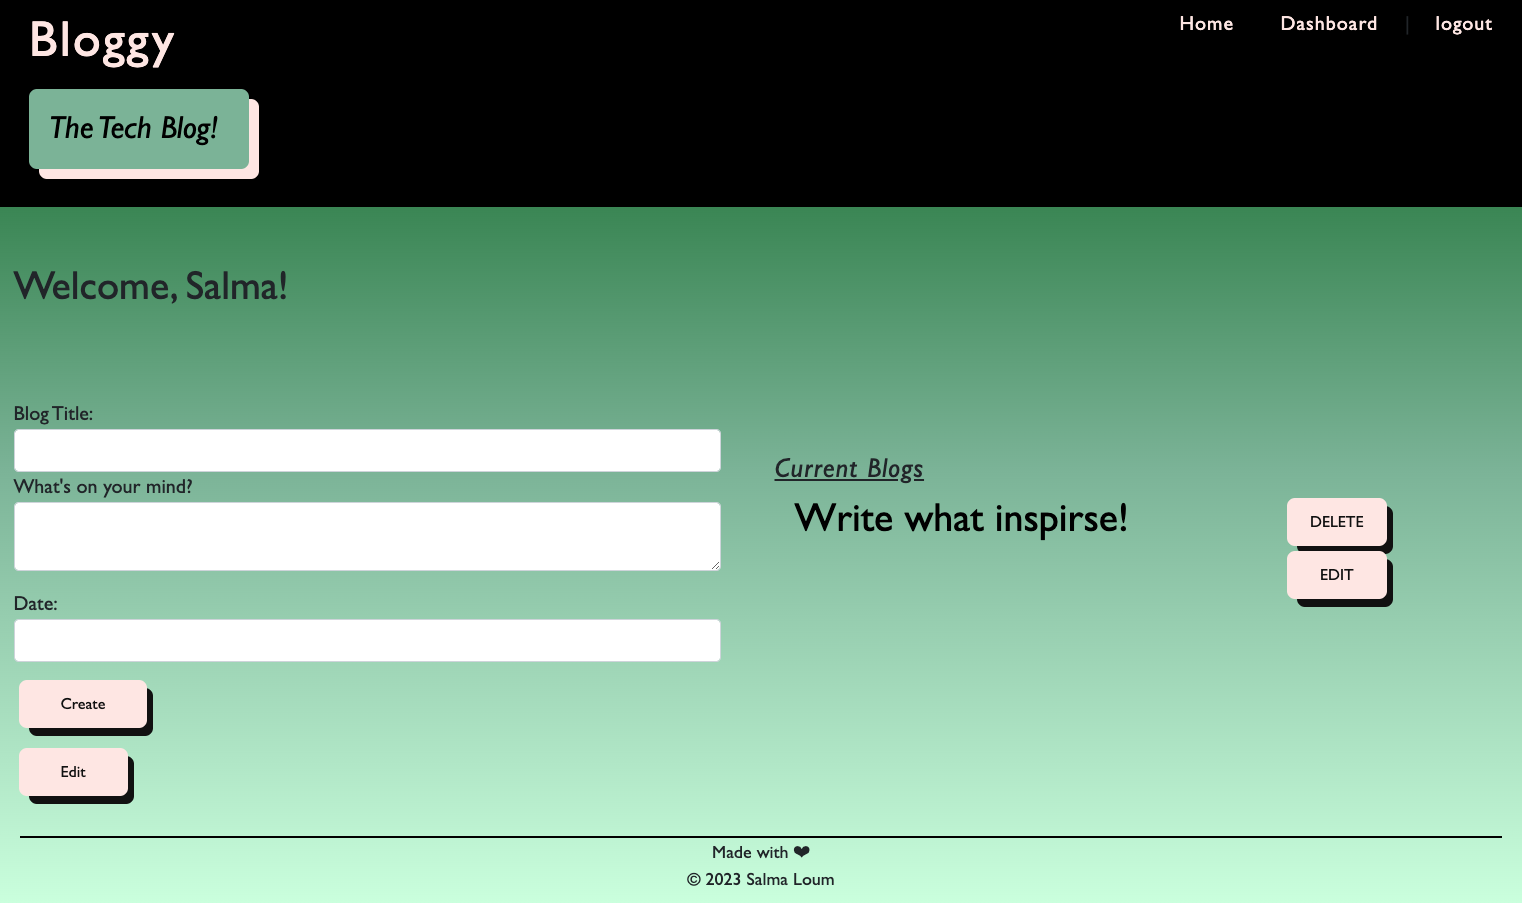 Bloggy
Home Dashboard | logout
The Tech Blog!
Welcome, Salma!
Blog Title:
What's on your mind?
Date:
Create
Edit
Current Blogs
Write what inspirse!
DELETE
EDIT
Made with ❤
© 2023 Salma Loum